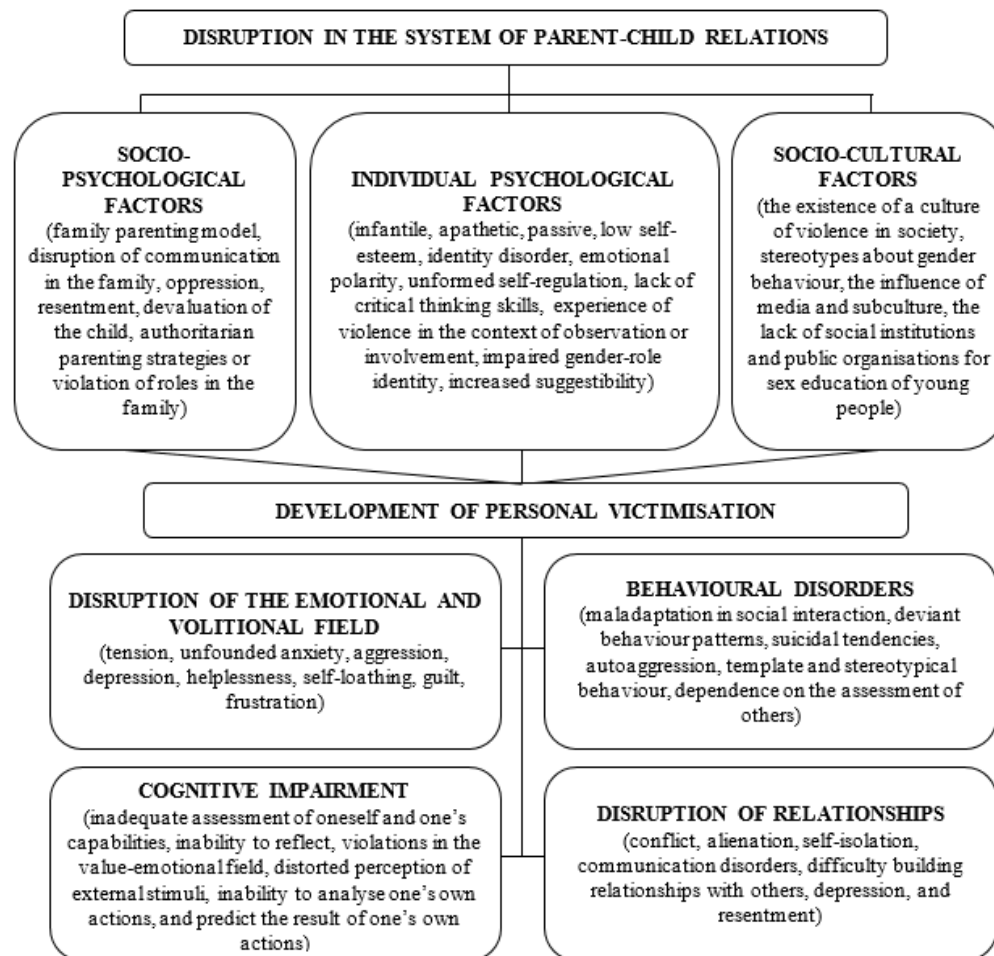 DISRUPTION IN THE SYSTEM OF PARENT-CHILD RELATIONS
SOCIO-
PSYCHOLOGICAL
FACTORS
(family parenting model,
disruption of communication
in the family, oppression,
resentment, devaluation of
the child, authoritarian
parenting strategies or
violation of roles in the
family)
INDIVIDUAL PSYCHOLOGICAL
FACTORS
(infantile, apathetic, passive, low self-
esteem, identity disorder, emotional
polarity, unformed self-regulation, lack of
critical thinking skills, experience of
violence in the context of observation or
involvement, impaired gender-role
identity, increased suggestibility)
SOCIO-CULTURAL
FACTORS
(the existence of a culture
of violence in society,
stereotypes about gender
behaviour, the influence of
media and subculture, the
lack of social institutions
and public organisations for
sex education of young
people)
DEVELOPMENT OF PERSONAL VICTIMISATION
DISRUPTION OF THE EMOTIONAL AND
VOLITIONAL FIELD
(tension, unfounded anxiety, aggression,
depression, helplessness, self-loathing, guilt,
frustration)
BEHAVIOURAL DISORDERS
(maladaptation in social interaction, deviant
behaviour patterns, suicidal tendencies,
autoaggression, template and stereotypical
behaviour, dependence on the assessment of
others)
COGNITIVE IMPAIRMENT
(inadequate assessment of oneself and one's
capabilities, inability to reflect, violations in the
value-emotional field, distorted perception of
external stimuli, inability to analyse one's own
actions, and predict the result of one's own
actions)
DISRUPTION OF RELATIONSHIPS
(conflict, alienation, self-isolation,
communication disorders, difficulty building
relationships with others, depression, and
resentment)